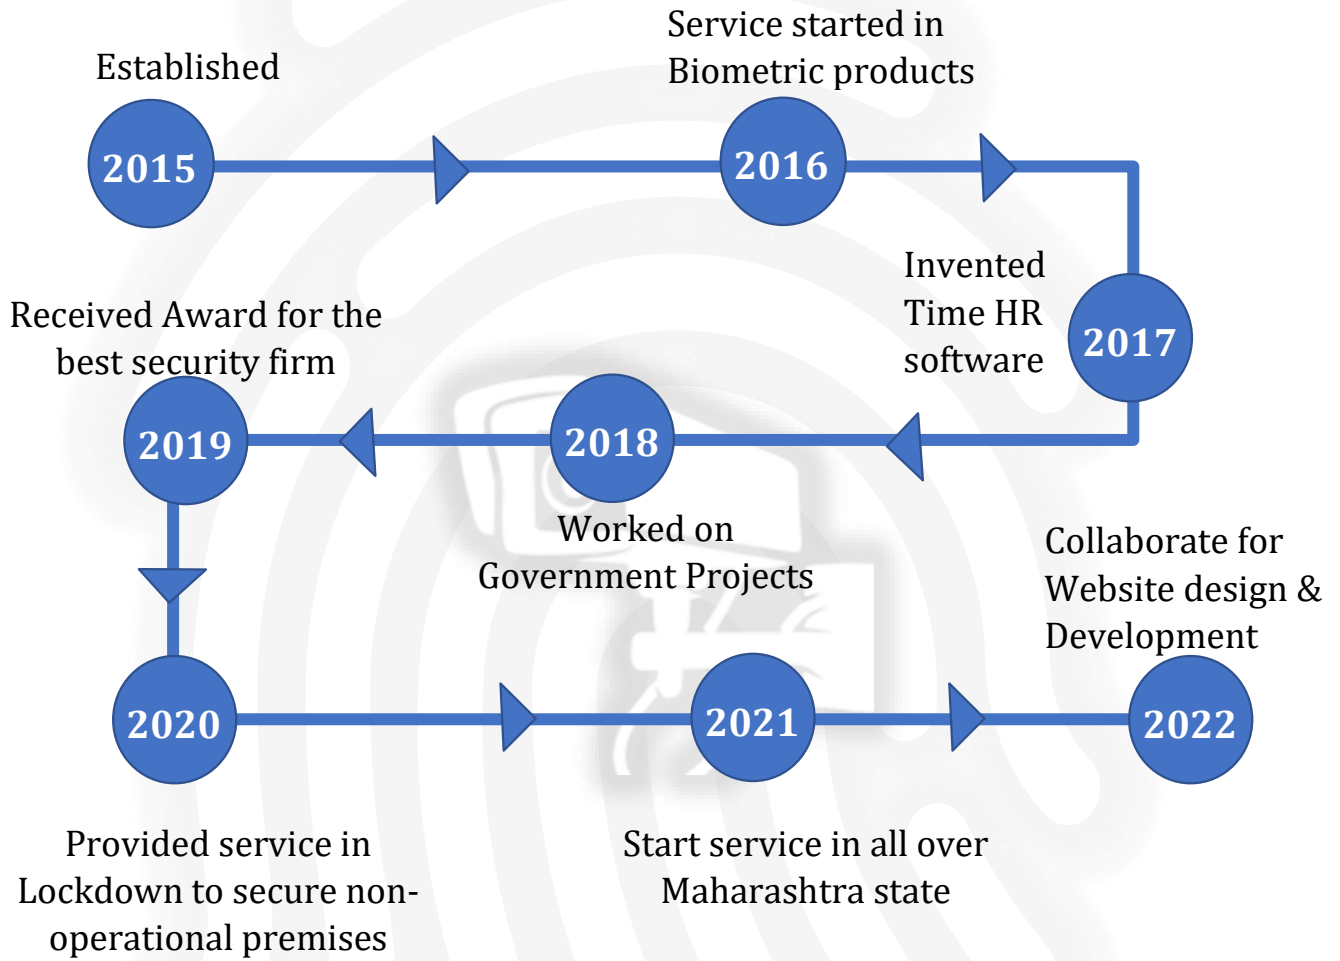 Established
2015
Service started in
Biometric products
2016
Invented
Time HR
software
2017
2018
Worked on
Government Projects
Received Award for the
best security firm
2019
2020
Provided service in
Lockdown to secure non-
operational premises
2021
Start service in all over
Maharashtra state
Collaborate for
Website design &
Development
2022